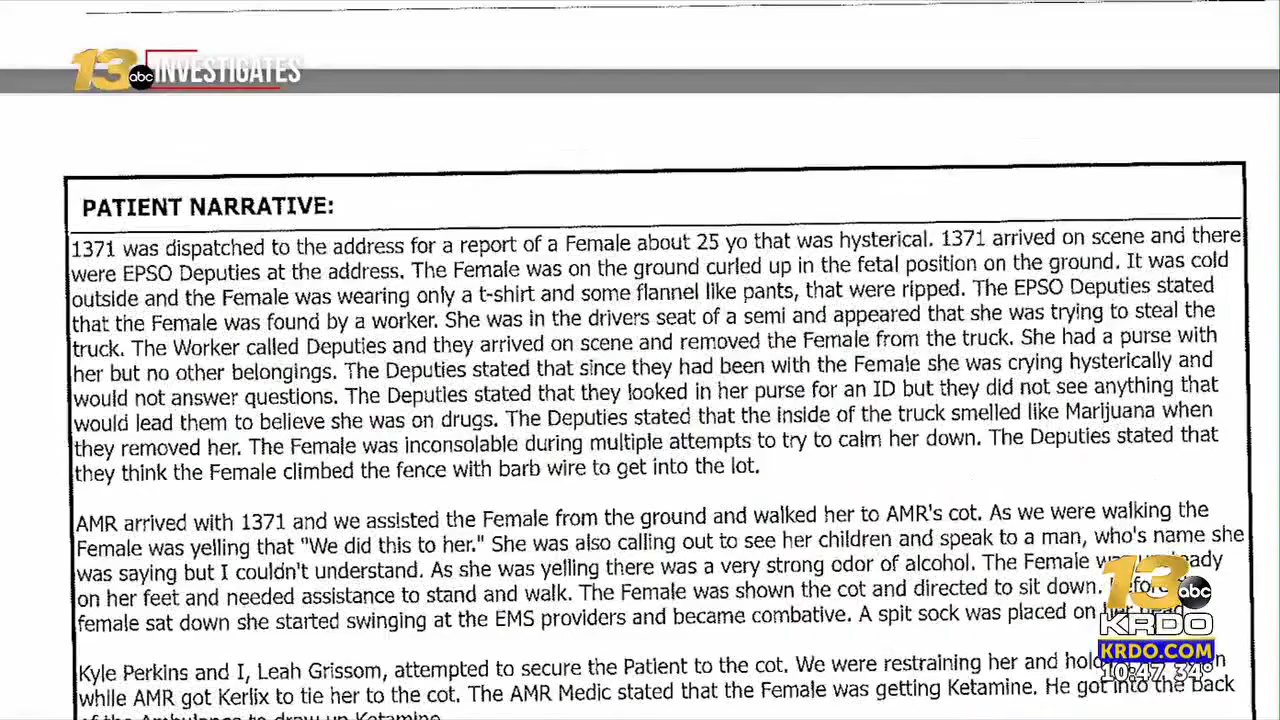 13 abc INVESTIGATES
PATIENT NARRATIVE:
1371 was dispatched to the address for a report of a Female about 25 yo that was hysterical. 1371 arrived on scene and there
were EPSO Deputies at the address. The Female was on the ground curled up in the fetal position on the ground. It was cold
outside and the Female was wearing only a t-shirt and some flannel like pants, that were ripped. The EPSO Deputies stated
that the Female was found by a worker. She was in the drivers seat of a semi and appeared that she was trying to steal the
truck. The Worker called Deputies and they arrived on scene and removed the Female from the truck. She had a purse with
her but no other belongings. The Deputies stated that since they had been with the Female she was crying hysterically and
would not answer questions. The Deputies stated that they looked in her purse for an ID but they did not see anything that
would lead them to believe she was on drugs. The Deputies stated that the inside of the truck smelled like Marijuana when
they removed her. The Female was inconsolable during multiple attempts to try to calm her down. The Deputies stated that
they think the Female climbed the fence with barb wire to get into the lot.
AMR arrived with 1371 and we assisted the Female from the ground and walked her to AMR's cot. As we were walking the
Female was yelling that "We did this to her." She was also calling out to see her children and speak to a man, who's name she
was saying but I couldn't understand. As she was yelling there was a very strong odor of alcohol. The Female
on her feet and needed assistance to stand and walk. The Female was shown the cot and directed to sit down.
female sat down she started swinging at the EMS providers and became combative. A spit sock was placed on
Kyle Perkins and I, Leah Grissom, attempted to secure the Patient to the cot. We were restraining her and
while AMR got Kerlix to tie her to the cot. The AMR Medic stated that the Female was getting Ketamine. He got into the back
of the Ambulance to draw up Ketamine.
13 abc
KRDO
KRDO.COM
10:47 34°